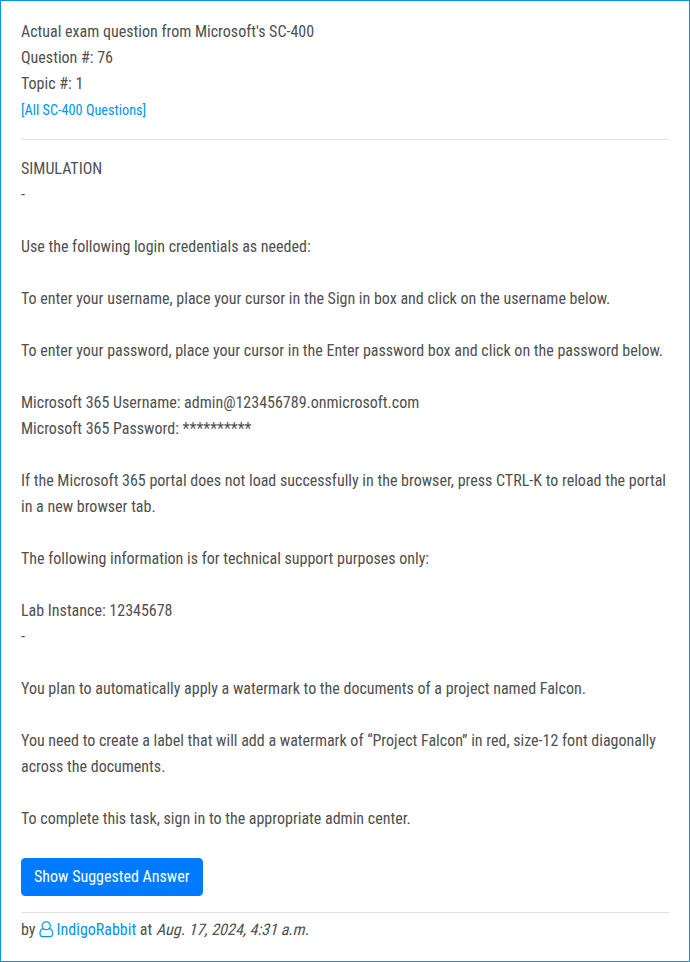 Actual exam question from Microsoft's SC-400
Question #: 76
Topic #: 1
[All SC-400 Questions]
SIMULATION
-
Use the following login credentials as needed:
To enter your username, place your cursor in the Sign in box and click on the username below.
To enter your password, place your cursor in the Enter password box and click on the password below.
Microsoft 365 Username: admin@123456789.onmicrosoft.com
Microsoft 365 Password: **********
If the Microsoft 365 portal does not load successfully in the browser, press CTRL-K to reload the portal
in a new browser tab.
The following information is for technical support purposes only:
Lab Instance: 12345678
-
You plan to automatically apply a watermark to the documents of a project named Falcon.
You need to create a label that will add a watermark of “Project Falcon” in red, size-12 font diagonally
across the documents.
To complete this task, sign in to the appropriate admin center.
Show Suggested Answer
by IndigoRabbit at Aug. 17, 2024, 4:31 a.m.